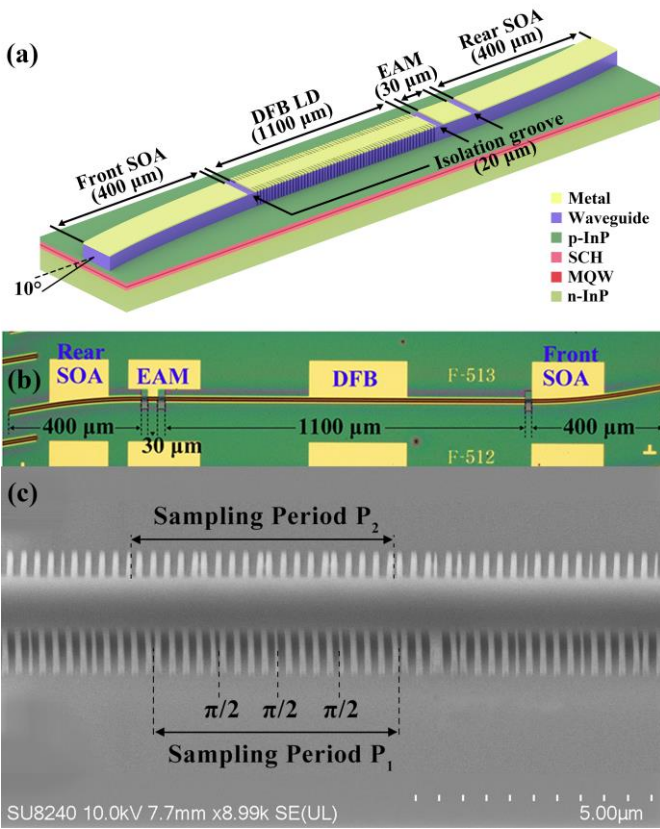 (a)
Rear SOA
(400 μm)
EAM
(30 μm)
DFB LD
(1100 μm)
Front SOA
(400 μm)
Isolation groove
(20 μm)
10°
Metal
Waveguide
p-InP
SCH
MQW
n-InP
(b)
Rear
SOA
EAM
DFB
F-513
Front
SOA
400 μm
30 μm
1100 μm
400 μm
F-512
(c)
Sampling Period P2
π/2 π/2 π/2
Sampling Period P1
SU8240 10.0kV 7.7mm x8.99k SE(UL)
5.00μm